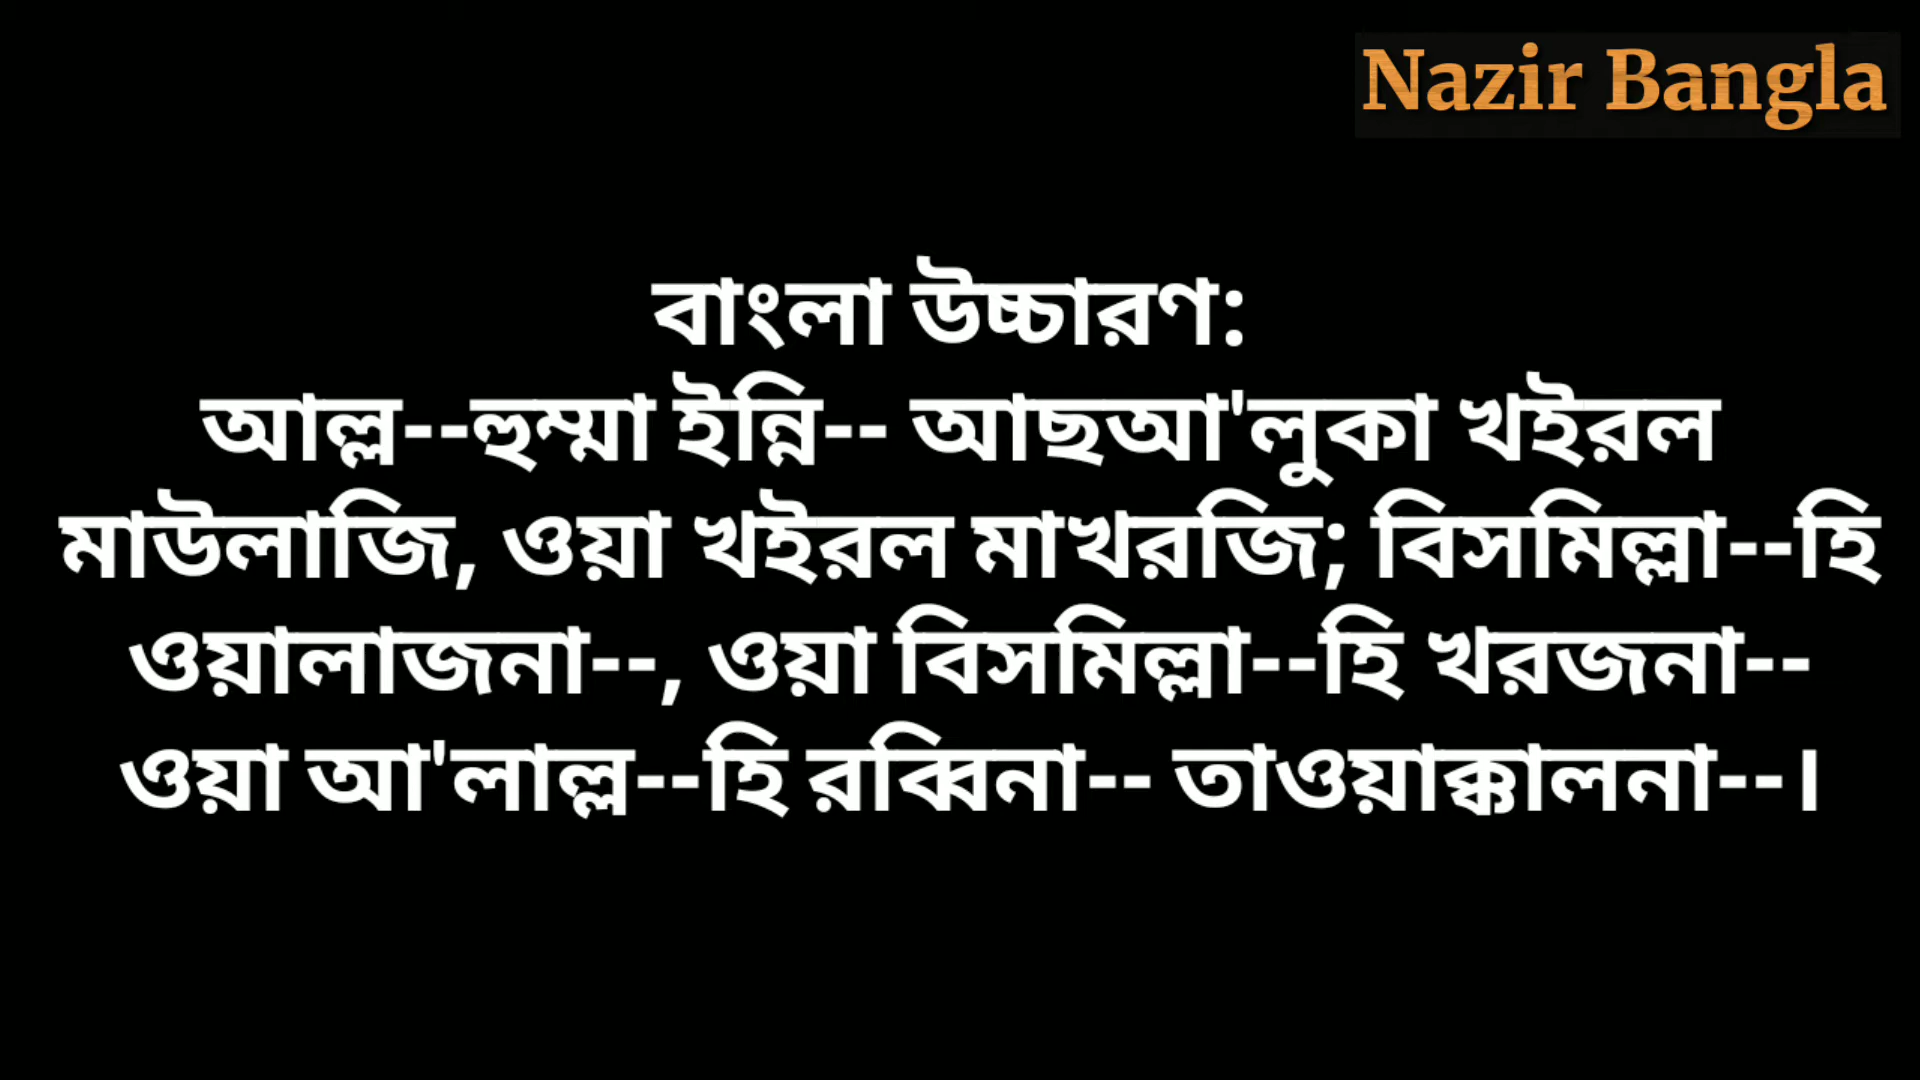 Nazir Bangla
বাংলা উচ্চারণ:
আল্ল--হুম্মা ইন্নি-- আছআ'লুকা খইরল
মাউলাজি, ওয়া খইরল মাখরজি; বিসমিল্লা--হি
ওয়ালাজনা--, ওয়া বিসমিল্লা--হি খরজনা--
ওয়া আ'লাল্ল--হি রব্বিনা-- তাওয়াক্কালনা--।